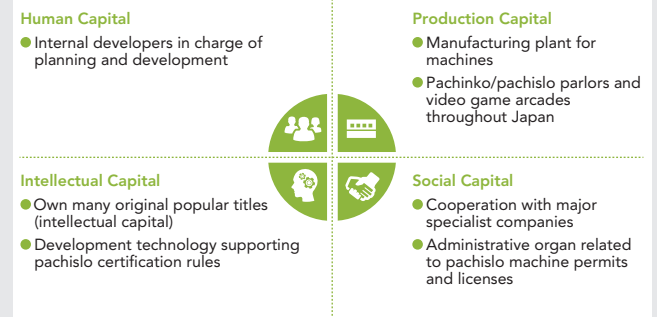 Human Capital
● Internal developers in charge of
planning and development
Production Capital
● Manufacturing plant for
machines
● Pachinko/pachislo parlors and
video game arcades
throughout Japan
Intellectual Capital
● Own many original popular titles
(intellectual capital)
● Development technology supporting
pachislo certification rules
Social Capital
● Cooperation with major
specialist companies
● Administrative organ related
to pachislo machine permits
and licenses